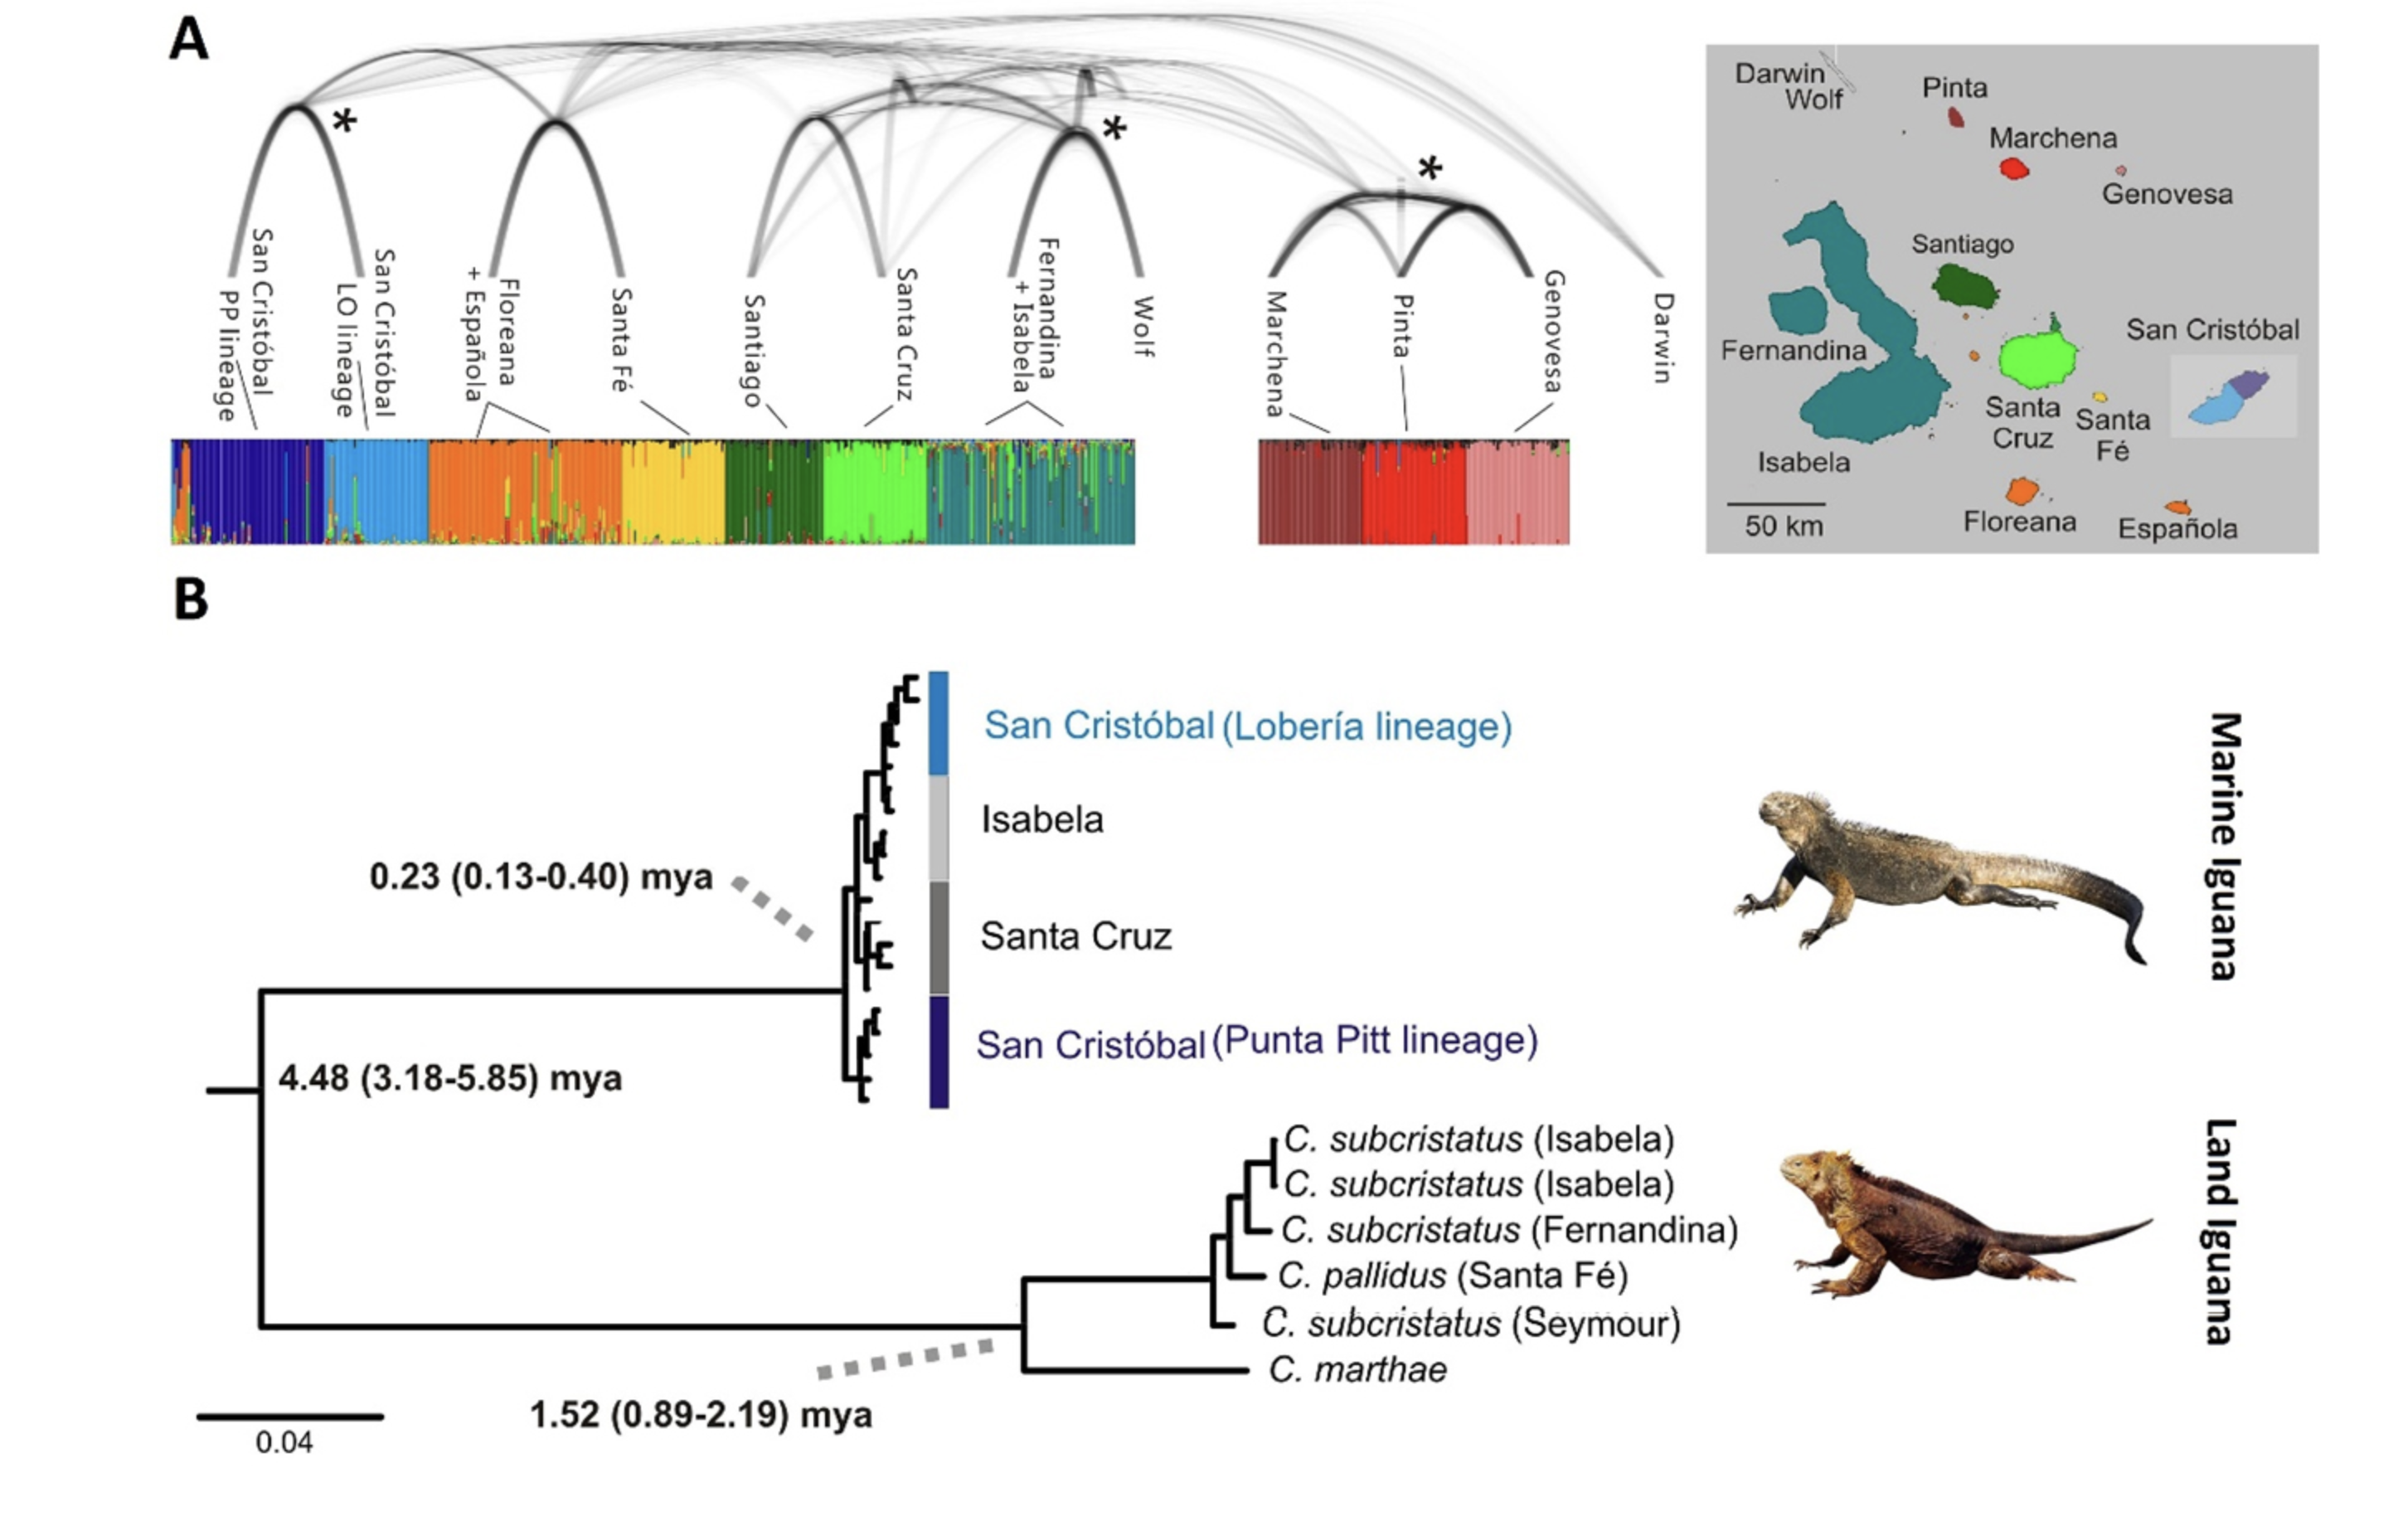 A
*
*
*
San Cristóbal
PP lineage
San Cristóbal
LO lineage
Floreana
+ Española
Santa Fé
Santiago
Santa Cruz
Fernandina
+ Isabela
Wolf
Marchena
Pinta
Genovesa
Darwin
Darwin
Wolf
Pinta
Marchena
Genovesa
Santiago
Fernandina
San Cristóbal
Santa
Cruz
Santa
Fé
Isabela
50 km
Floreana
Española
B
San Cristóbal (Lobería lineage)
Isabela
0.23 (0.13-0.40) mya
Santa Cruz
San Cristóbal (Punta Pitt lineage)
4.48 (3.18-5.85) mya
Marine Iguana
C. subcristatus (Isabela)
C. subcristatus (Isabela)
C. subcristatus (Fernandina)
C. pallidus (Santa Fé)
C. subcristatus (Seymour)
C. marthae
Land Iguana
1.52 (0.89-2.19) mya
0.04